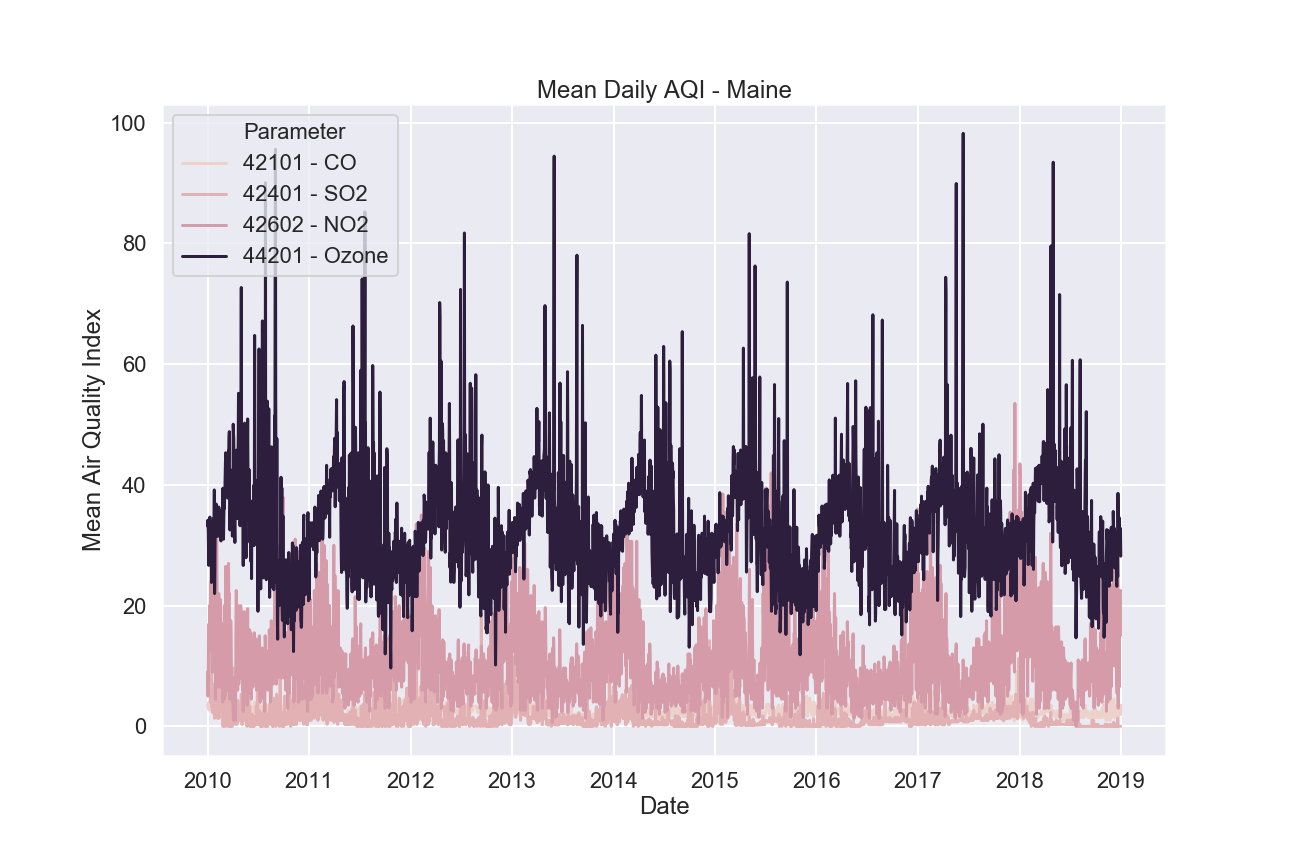 Mean Daily AQI - Maine
Parameter
42101 - CO
42401 - SO2
42602 - NO2
44201 - Ozone
Mean Air Quality Index
100
80
60
40
20
0
2010 2011 2012 2013 2014 2015 2016 2017 2018 2019
Date